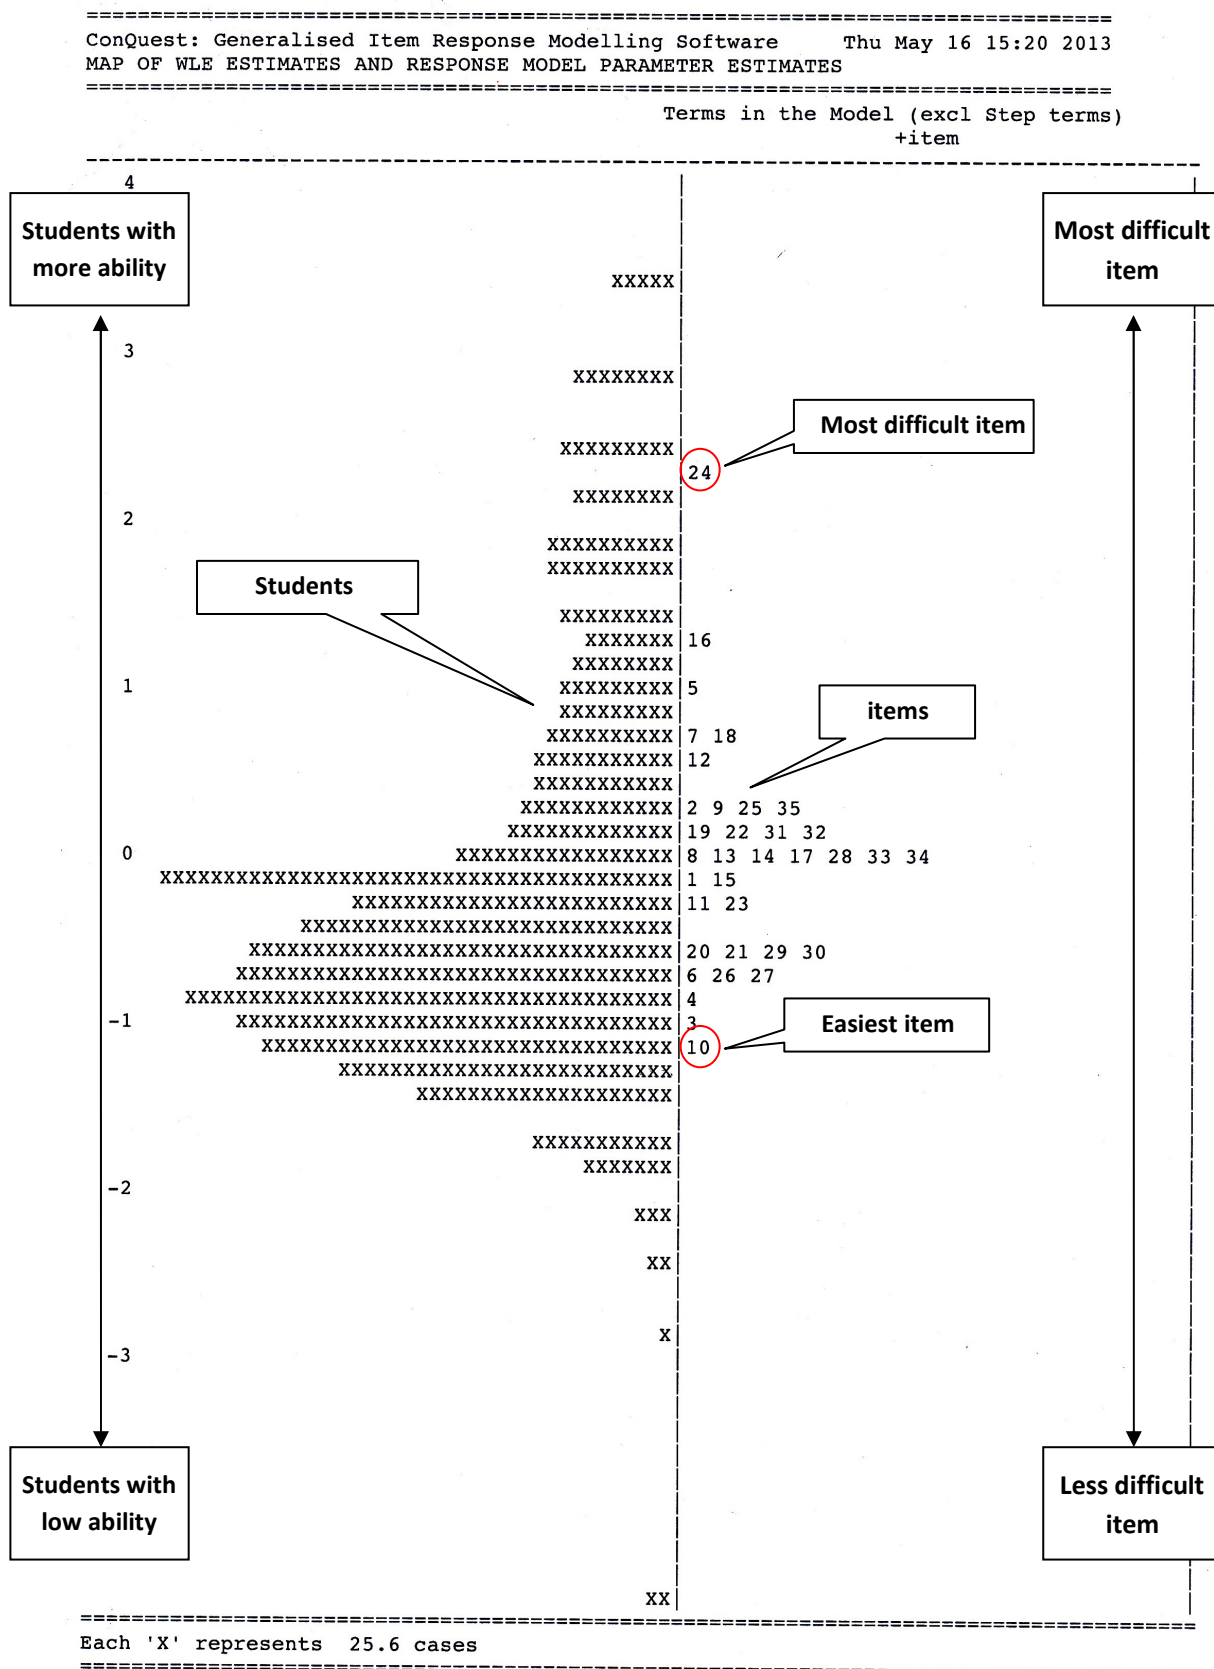 ConQuest: Generalised Item Response Modelling Software Thu May 16 15:20 2013
MAP OF WLE ESTIMATES AND RESPONSE MODEL PARAMETER ESTIMATES
Terms in the Model (excl Step terms)
+item
4
Students with
more ability
Most difficult
item
XXXXX
3
XXXXXXXX
Most difficult item
XXXXXXXXX
24
XXXXXXXX
2
XXXXXXXXXX
XXXXXXXXXX
Students
XXXXXXXXX
XXXXXXX 16
XXXXXXXX
1 XXXXXXXXX 5
XXXXXXXXX
items
XXXXXXXXXX 7 18
XXXXXXXXXXX 12
XXXXXXXXXXX
XXXXXXXXXXXX 2 9 25 35
XXXXXXXXXXXXX 19 22 31 32
0 XXXXXXXXXXXXXXXXX 8 13 14 17 28 33 34
XXXXXXXXXXXXXXXXXXXXXXXXXXXXXXXXXXXXXXXX 1 15
XXXXXXXXXXXXXXXXXXXXXXXXX 11 23
XXXXXXXXXXXXXXXXXXXXXXXXXXXXX
XXXXXXXXXXXXXXXXXXXXXXXXXXXXXXXXX 20 21 29 30
XXXXXXXXXXXXXXXXXXXXXXXXXXXXXXXXXX 6 26 27
XXXXXXXXXXXXXXXXXXXXXXXXXXXXXXXXXXXXXX 4
-1 XXXXXXXXXXXXXXXXXXXXXXXXXXXXXXXXXX 3
Easiest item
XXXXXXXXXXXXXXXXXXXXXXXXXXXXXXXX 10
XXXXXXXXXXXXXXXXXXXXXXXXXX
XXXXXXXXXXXXXXXXXXXX
XXXXXXXXXXX
XXXXXXX
-2
XXX
XX
X
-3
Students with
low ability
Less difficult
item
XX
Each 'X' represents 25.6 cases